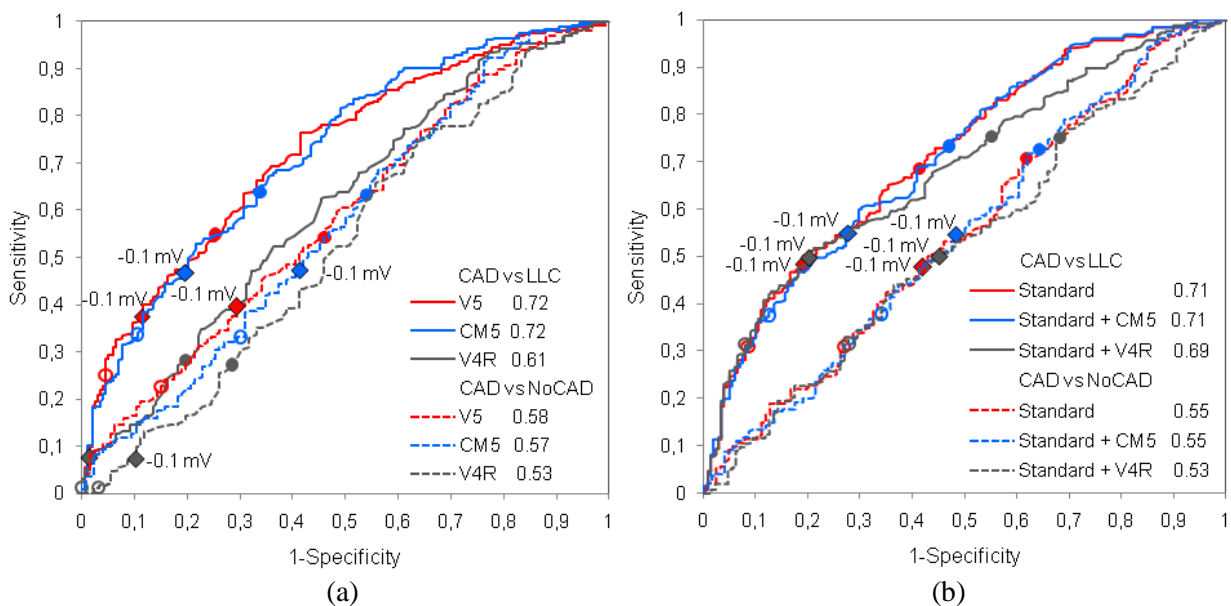 1
0,9
0,8
0,7
0,6
0,5
0,4
0,3
0,2
0,1
0
Sensitivity
0 0,1 0,2 0,3 0,4 0,5 0,6 0,7 0,8 0,9 1
1-Specificity
-0.1 mV
-0.1 mV
-0.1 mV
-0.1 mV
-0.1 mV
CAD vs LLC
V5 0.72
CM5 0.72
V4R 0.61
CAD vs NoCAD
V5 0.58
CM5 0.57
V4R 0.53
(a)
1
0,9
0,8
0,7
0,6
0,5
0,4
0,3
0,2
0,1
0
Sensitivity
0 0,1 0,2 0,3 0,4 0,5 0,6 0,7 0,8 0,9 1
1-Specificity
-0.1 mV
-0.1 mV
-0.1 mV
-0.1 mV
-0.1 mV
-0.1 mV
CAD vs LLC
Standard 0.71
Standard + CM5 0.71
Standard + V4R 0.69
CAD vs NoCAD
Standard 0.55
Standard + CM5 0.55
Standard + V4R 0.53
(b)